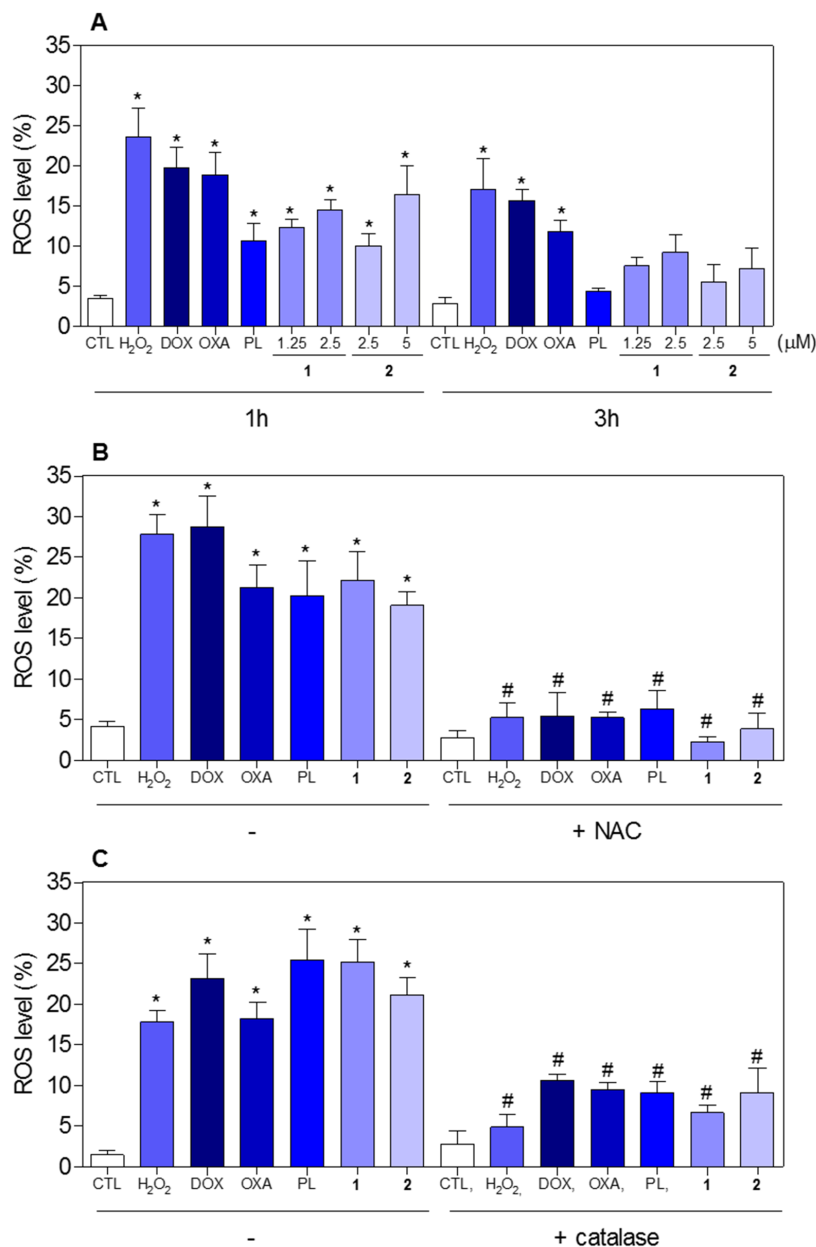 A
35
30
25
20
15
10
5
0
ROS level (%)
* * * * * * * * * * *
CTL H₂O₂ DOX OXA PL 1.25 2.5 2.5 5 CTL H₂O₂ DOX OXA PL 1.25 2.5 2.5 5 (µM)
1 2 1 2
1h 3h
B
35
30
25
20
15
10
5
0
ROS level (%)
* * * * * * # # # # # #
CTL H₂O₂ DOX OXA PL 1 2 CTL H₂O₂ DOX OXA PL 1 2
- + NAC
C
35
30
25
20
15
10
5
0
ROS level (%)
* * * * * * # # # # # #
CTL H₂O₂ DOX OXA PL 1 2 CTL, H₂O₂, DOX, OXA, PL, 1 2
- + catalase